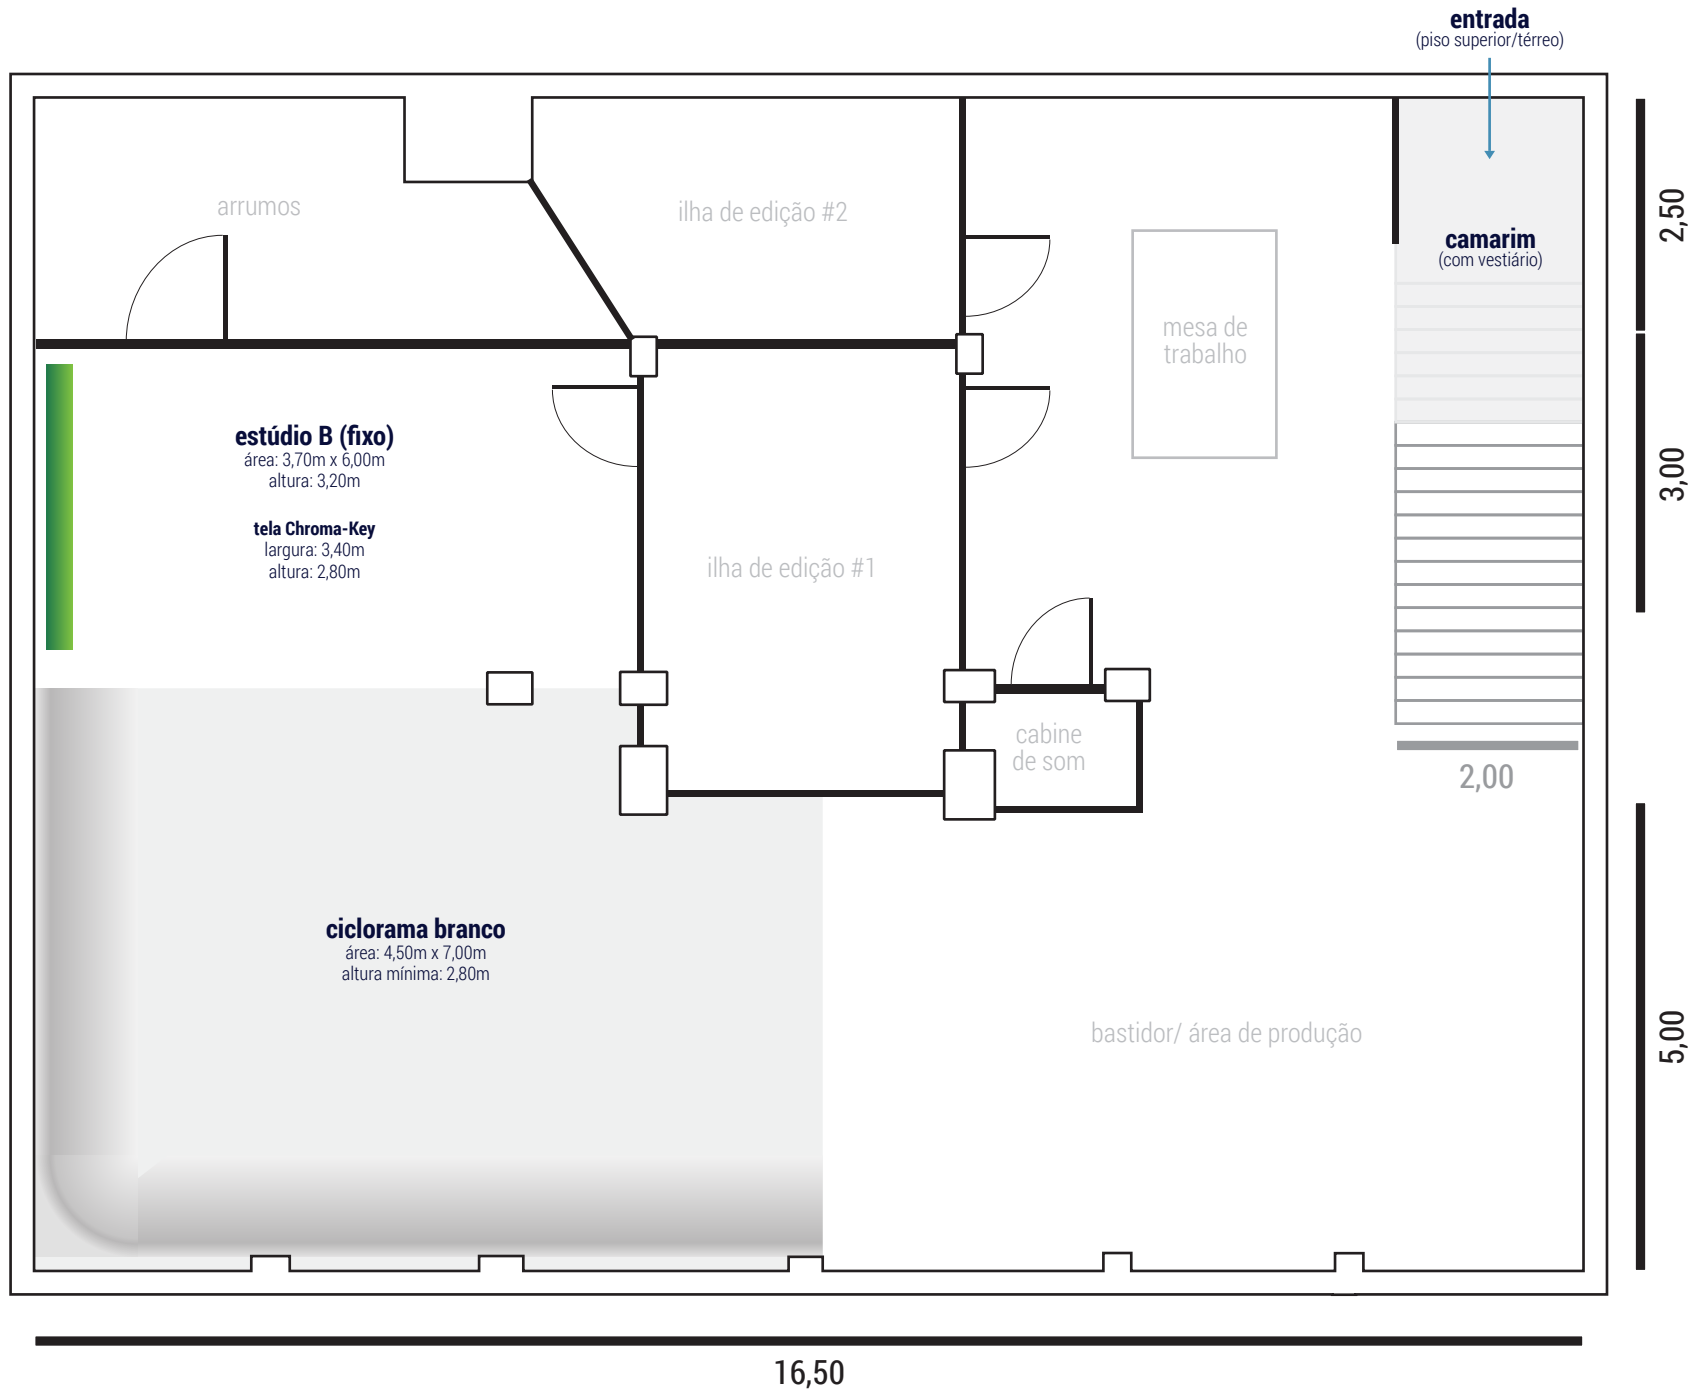 entrada
(piso superior/térreo)
arrumos
ilha de edição #2
camarim
(com vestiário)
2,50
mesa de
trabalho
estúdio B (fixo)
área: 3,70m x 6,00m
altura: 3,20m
tela Chroma-Key
largura: 3,40m
altura: 2,80m
ilha de edição #1
3,00
cabine
de som
2,00
ciclorama branco
área: 4,50m x 7,00m
altura mínima: 2,80m
bastidor/ área de produção
5,00
16,50